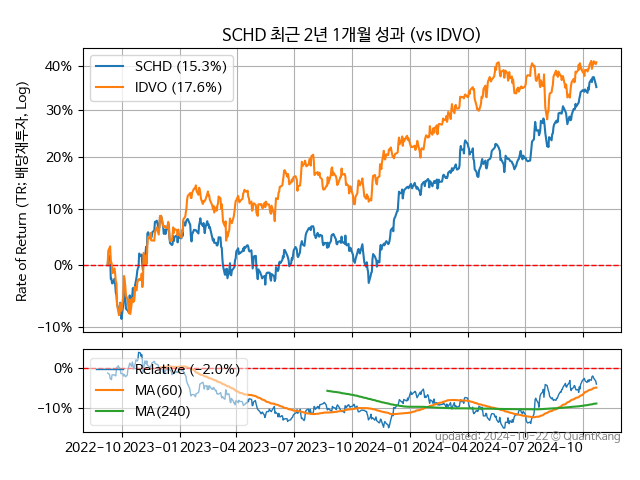 SCHD 최근 2년 1개월 성과 (vs IDVO)
Rate of Return (TR: 배당재투자, Log)
40%
30%
20%
10%
0%
−10%
SCHD (15.3%)
IDVO (17.6%)
0%
−10%
Relative (−2.0%)
MA(60)
MA(240)
2022−10
2023−01
2023−04
2023−07
2023−10
2024−01
2024−04
2024−07
2024−10
updated: 2024−10−22 © QuantKang